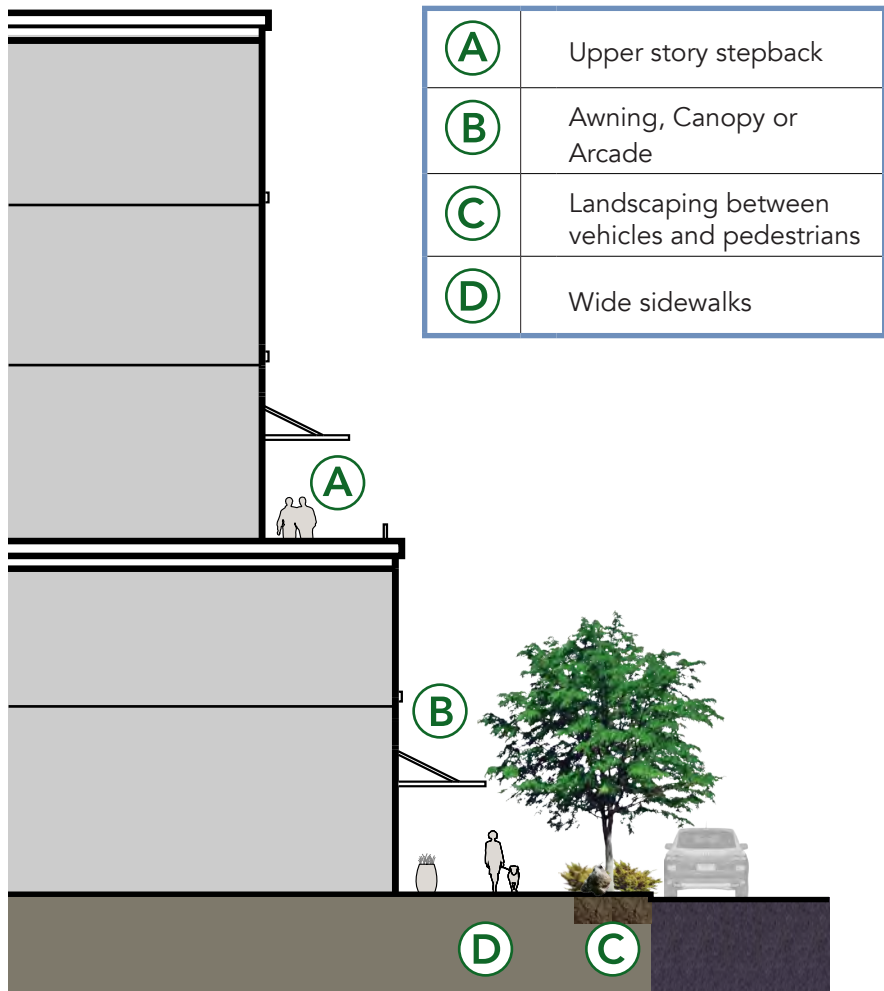 A Upper story stepback
B Awning, Canopy or
Arcade
C Landscaping between
vehicles and pedestrians
D Wide sidewalks
A
B
D C